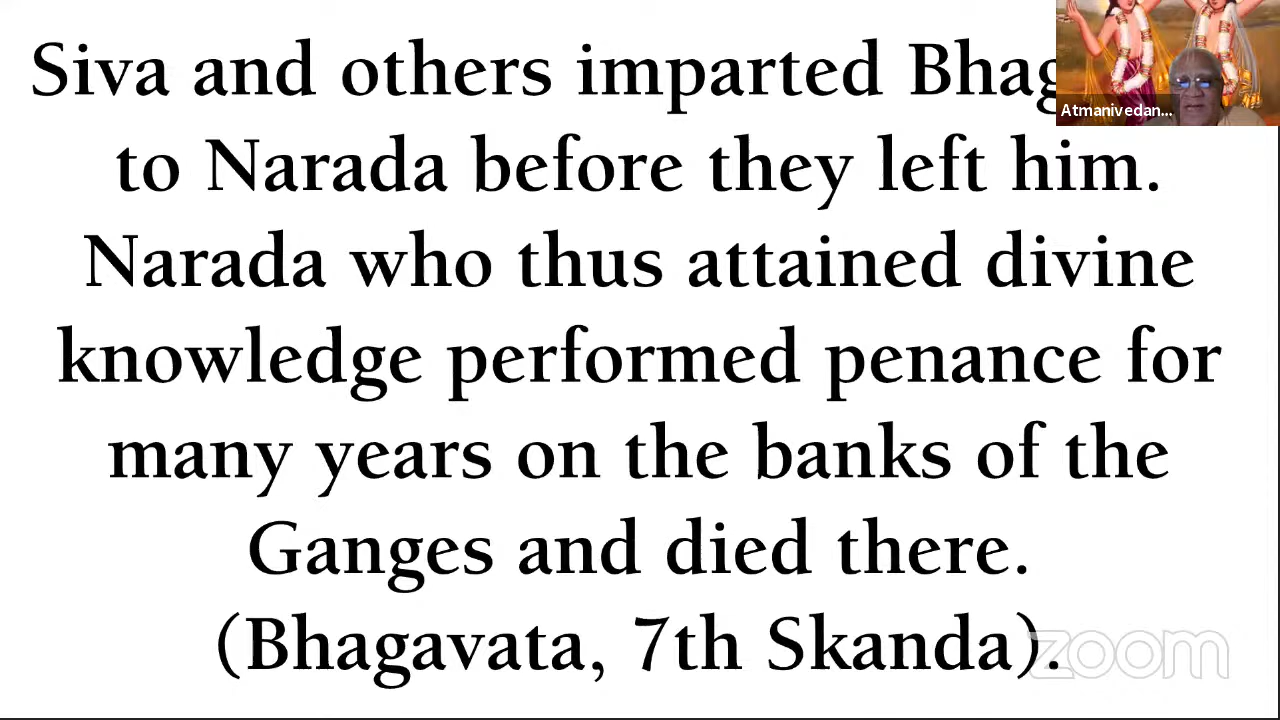 Siva and others imparted
to Narada before they left him.
Narada who thus attained divine
knowledge performed penance for
many years on the banks of the
Ganges and died there.
(Bhagavata, 7th Skanda).
Atmanivedan...
zoom